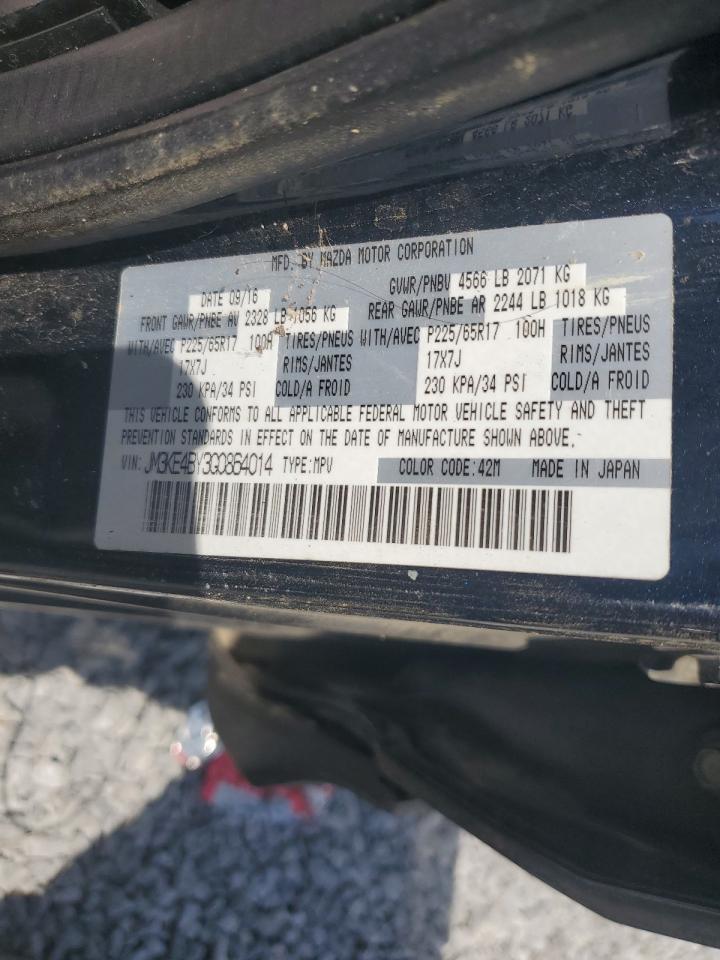 MFD. BY MAZDA MOTOR CORPORATION
DATE 09/16 GVWR/PNBV 4566 LB 2071 KG
FRONT GAWR/PNBE AV 2328 LB 1056 KG REAR GAWR/PNBE AR 2244 LB 1018 KG
WITH/AVEC P225/65R17 100H TIRES/PNEUS WITH/AVEC P225/65R17 100H TIRES/PNEUS
17X7J RIMS/JANTES 17X7J RIMS/JANTES
230 KPA/34 PSI COLD/A FROID 230 KPA/34 PSI COLD/A FROID
THIS VEHICLE CONFORMS TO ALL APPLICABLE FEDERAL MOTOR VEHICLE SAFETY AND THEFT
PREVENTION STANDARDS IN EFFECT ON THE DATE OF MANUFACTURE SHOWN ABOVE.
VIN: JM3KE4BY3G0864014 TYPE:MPV COLOR CODE:42M MADE IN JAPAN